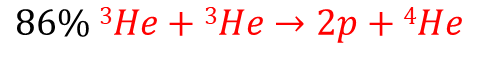 86% ³He + ³He → 2p + ⁴He